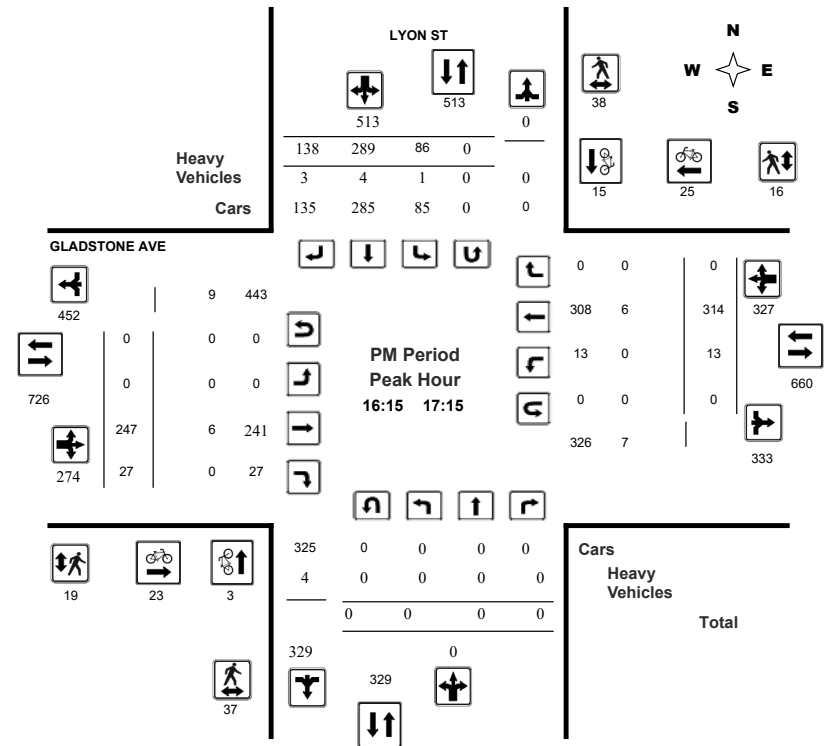 LYON ST
N
W E
S
513
38
513 0
138 289 86 0
Heavy
Vehicles
3 4 1 0 0
15 25 16
Cars
135 285 85 0 0
GLADSTONE AVE
0 0 0
452
9 443
327
308 6 314
0 0 0
PM Period
Peak Hour
16:15 17:15
13 0 13
726
0 0 0
660
0 0 0
247 6 241
326 7
333
274
27 0 27
325 0 0 0 0
Cars
4 0 0 0 0
Heavy
Vehicles
19 23 3
0 0 0 0
Total
329 0
329
37